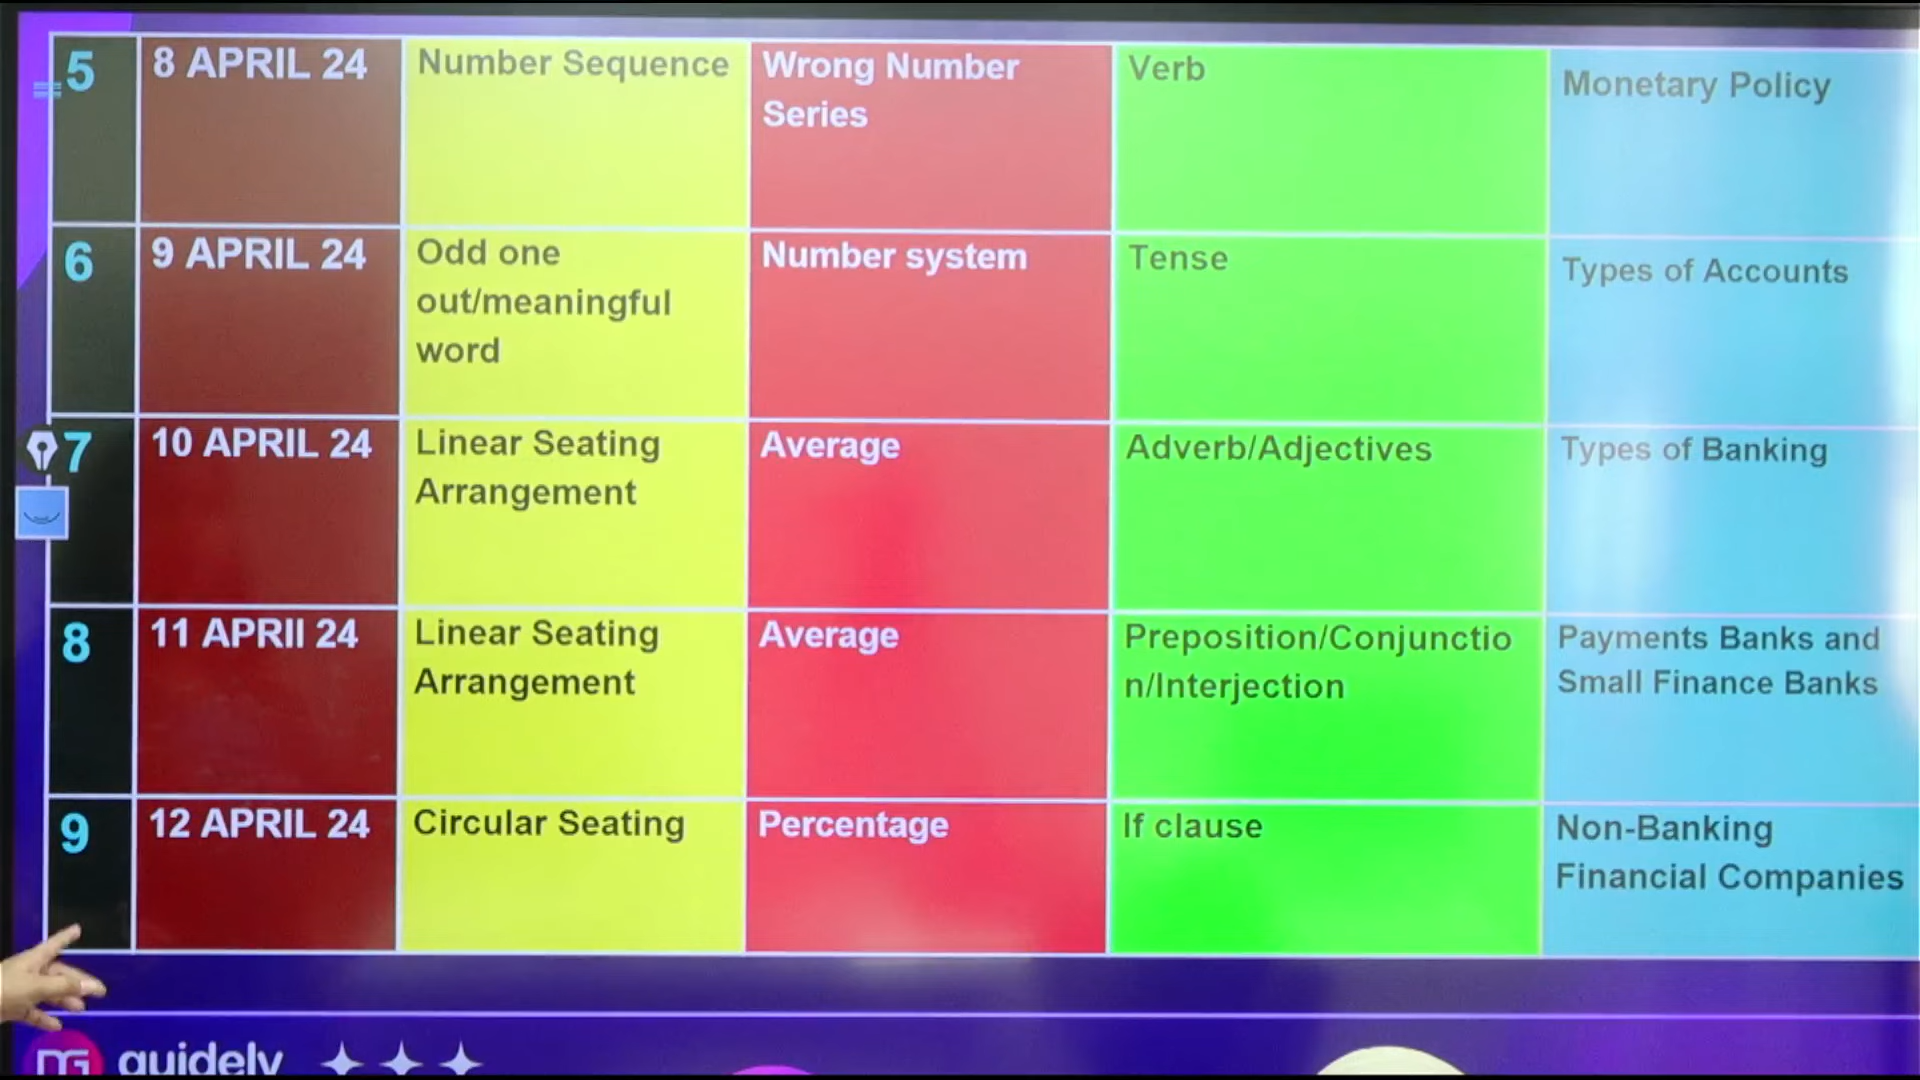 5
8 APRIL 24
Number Sequence
Wrong Number
Series
Verb
Monetary Policy
6
9 APRIL 24
Odd one
out/meaningful
word
Number system
Tense
Types of Accounts
7
10 APRIL 24
Linear Seating
Arrangement
Average
Adverb/Adjectives
Types of Banking
8
11 APRIl 24
Linear Seating
Arrangement
Average
Preposition/Conjunctio
n/Interjection
Payments Banks and
Small Finance Banks
9
12 APRIL 24
Circular Seating
Percentage
If clause
Non-Banking
Financial Companies
guidely